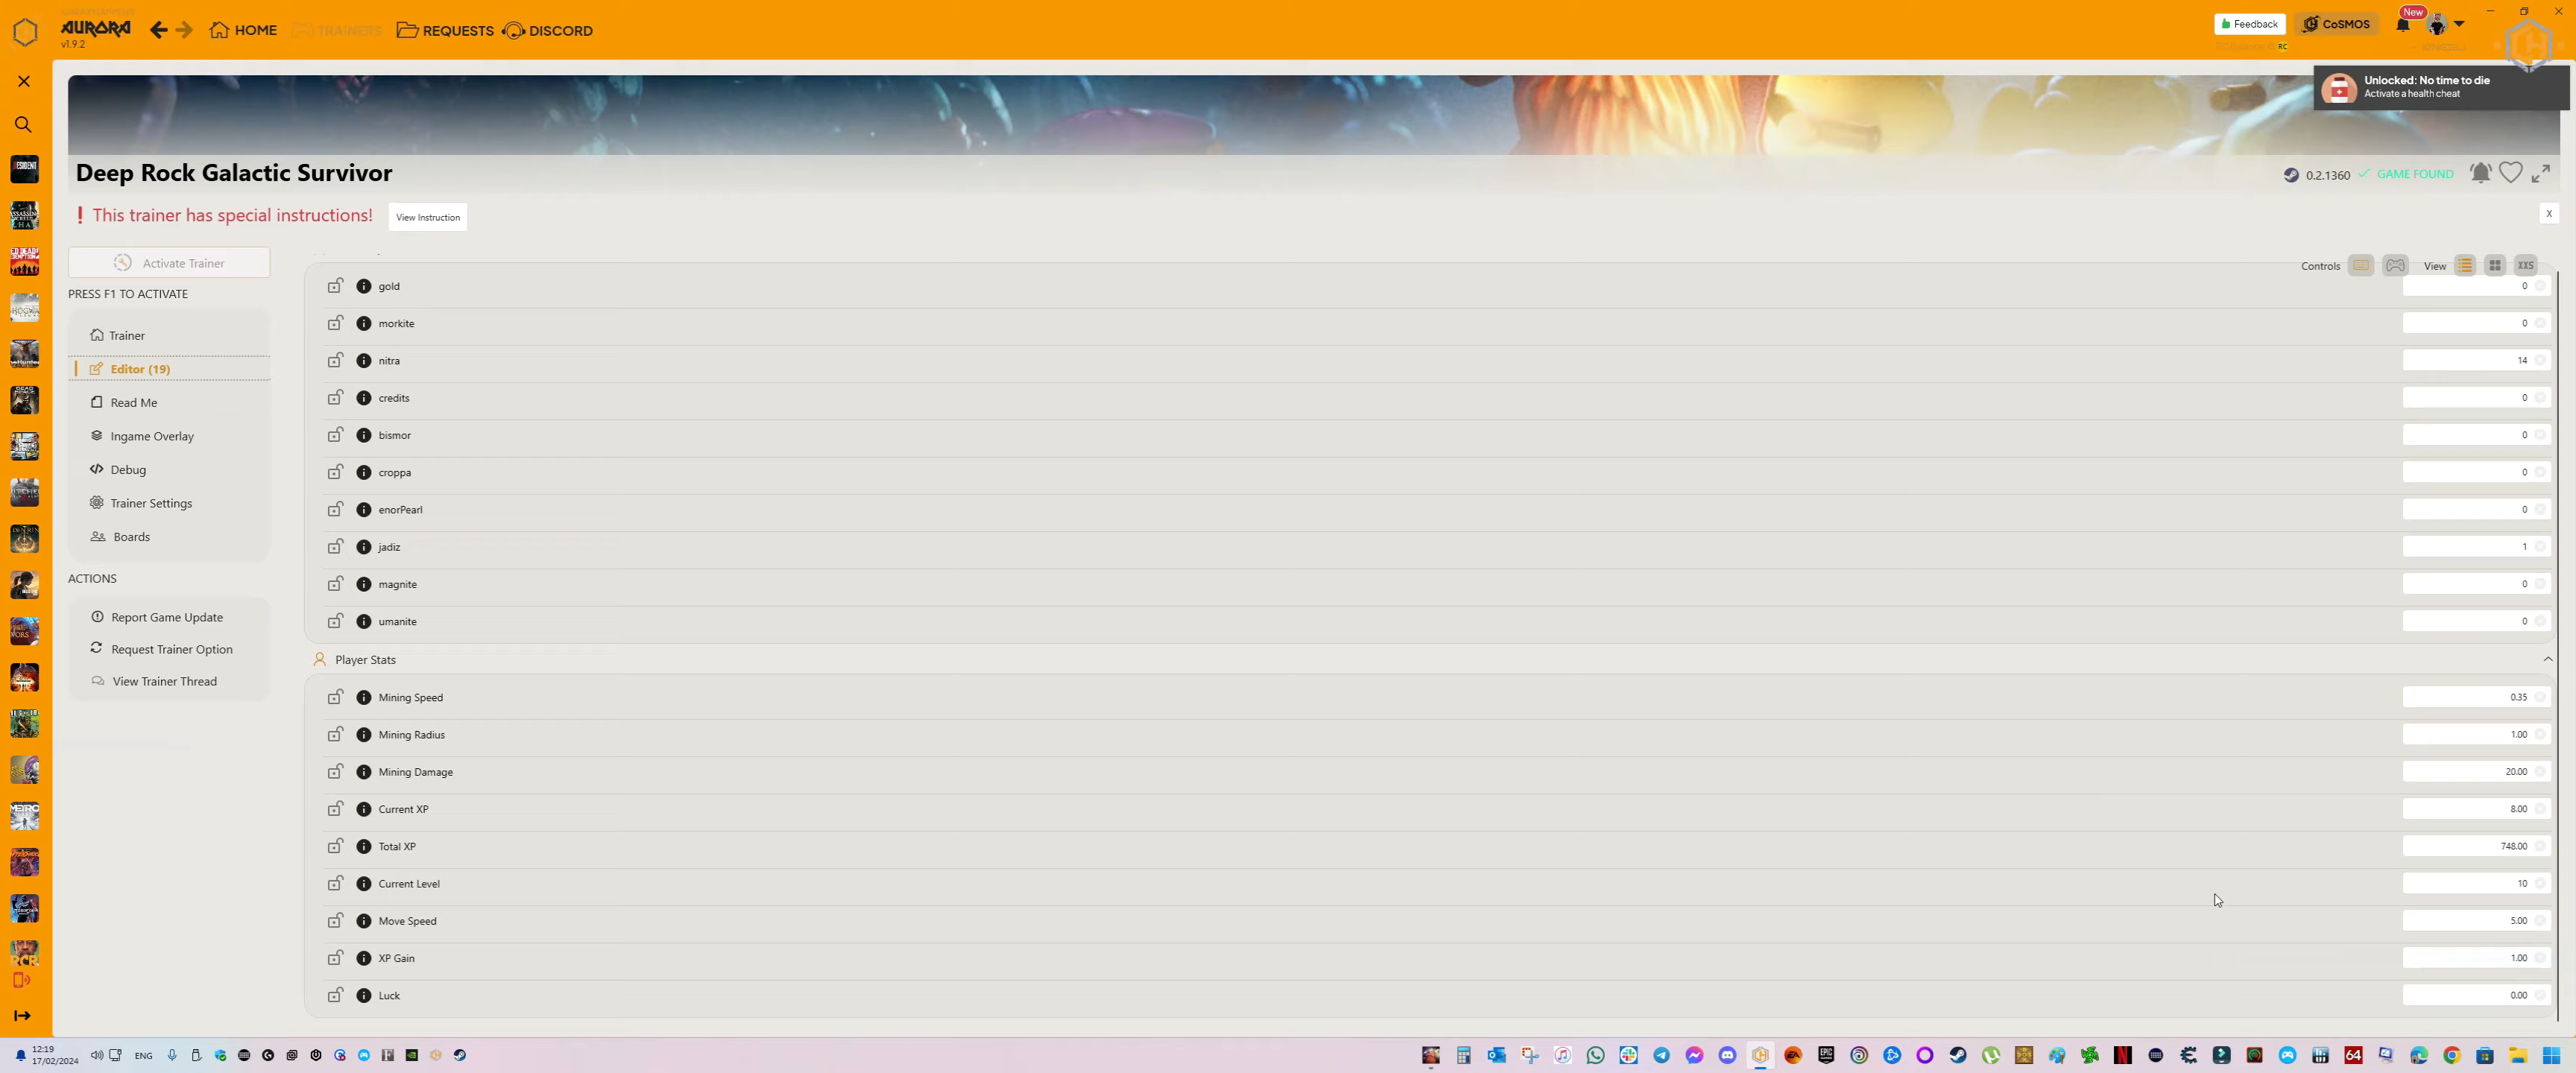 AURORA
v1.9.2
HOME
TRAINERS
REQUESTS
DISCORD
Feedback
CoSMOS
New
RC
Unlocked: No time to die
Activate a health cheat
Deep Rock Galactic Survivor
0.2.1360
GAME FOUND
! This trainer has special instructions!
View Instruction
X
Activate Trainer
PRESS F1 TO ACTIVATE
Trainer
Editor (19)
Read Me
Ingame Overlay
Debug
Trainer Settings
Boards
ACTIONS
Report Game Update
Request Trainer Option
View Trainer Thread
Controls
View
XXS
gold 0
morkite 0
nitra 14
credits 0
bismor 0
croppa 0
enorPearl 0
jadiz 1
magnite 0
umanite 0
Player Stats
Mining Speed 0.35
Mining Radius 1.00
Mining Damage 20.00
Current XP 8.00
Total XP 748.00
Current Level 10
Move Speed 5.00
XP Gain 1.00
Luck 0.00
12:19
17/02/2024
ENG
64